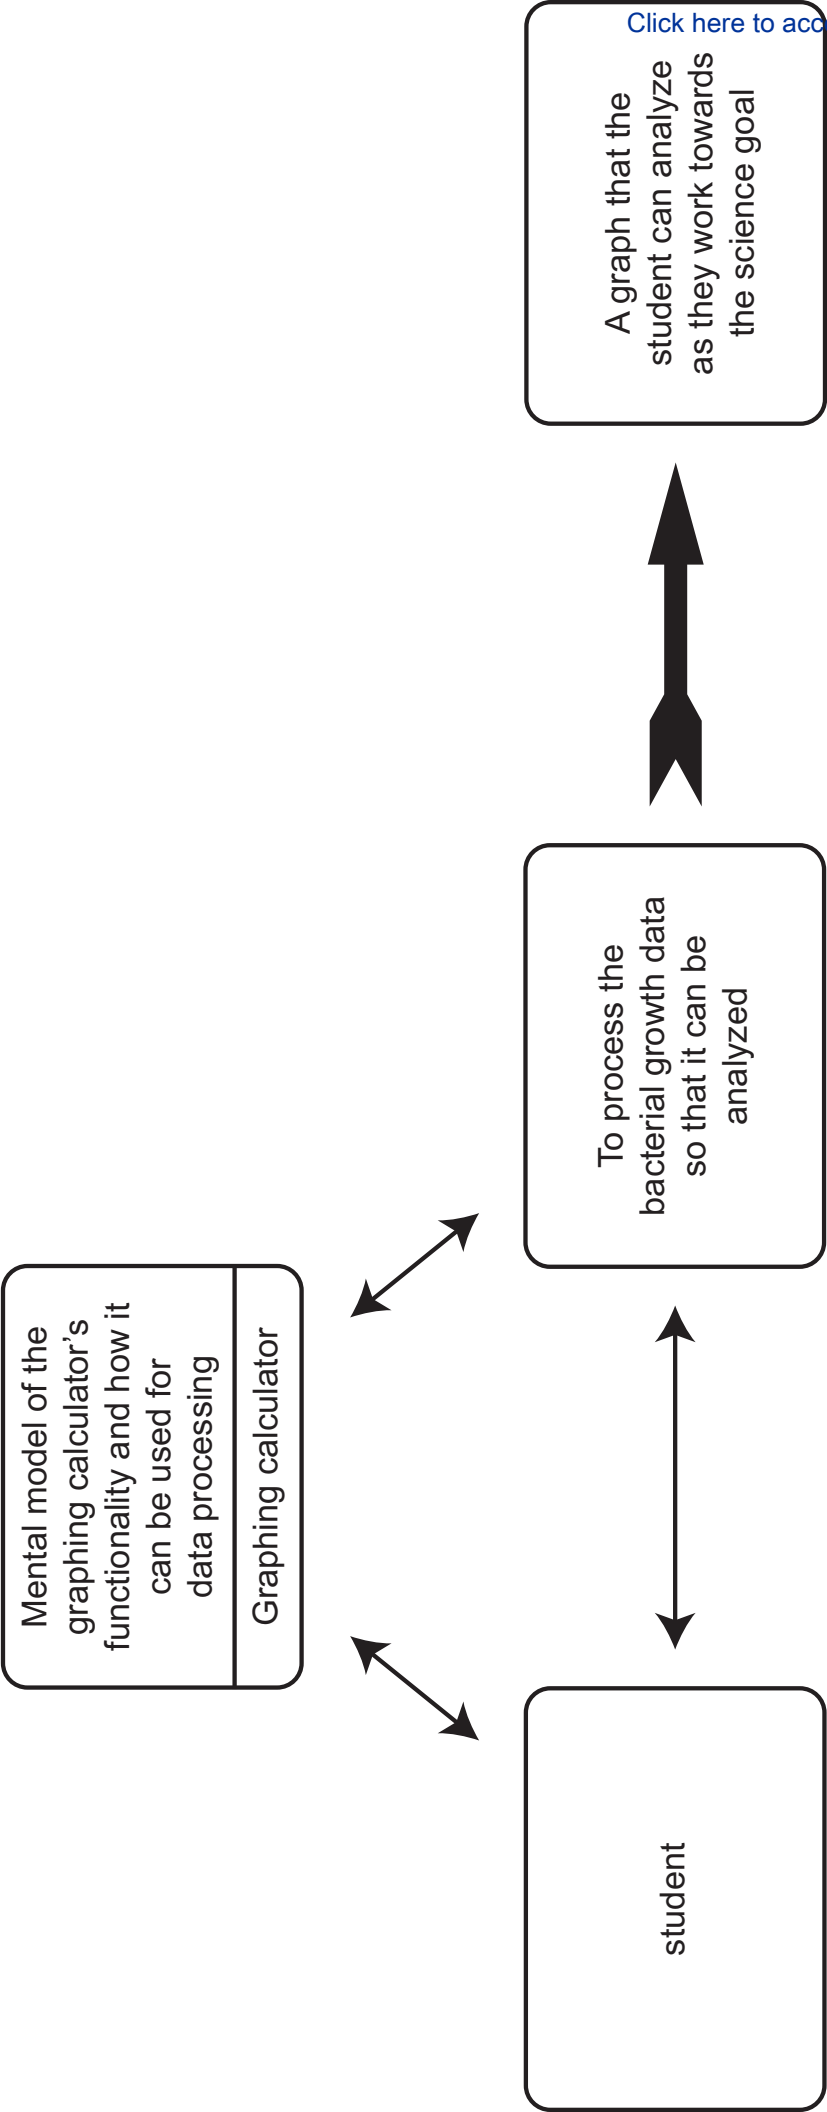 Click here to acc
Mental model of the
graphing calculator's
functionality and how it
can be used for
data processing
Graphing calculator
student
To process the
bacterial growth data
so that it can be
analyzed
A graph that the
student can analyze
as they work towards
the science goal